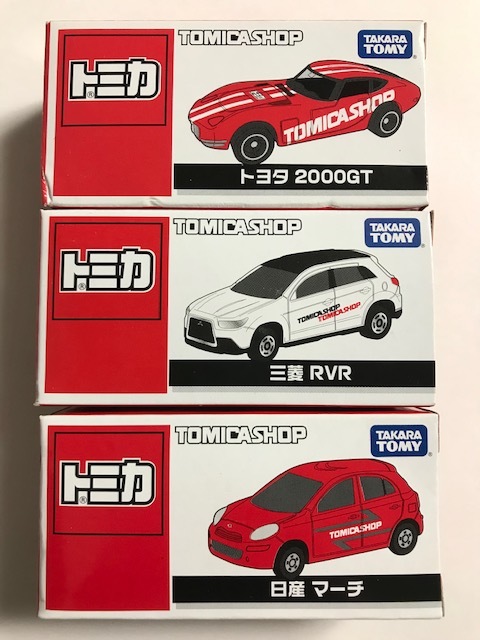 トミカ®
TOMICASHOP
TAKARA TOMY
TOMICASHOP
トヨタ 2000GT
トミカ®
TOMICASHOP
TAKARA TOMY
TOMICASHOP
TOMICASHOP
三菱 RVR
トミカ®
TOMICASHOP
TAKARA TOMY
TOMICASHOP
日産 マーチ